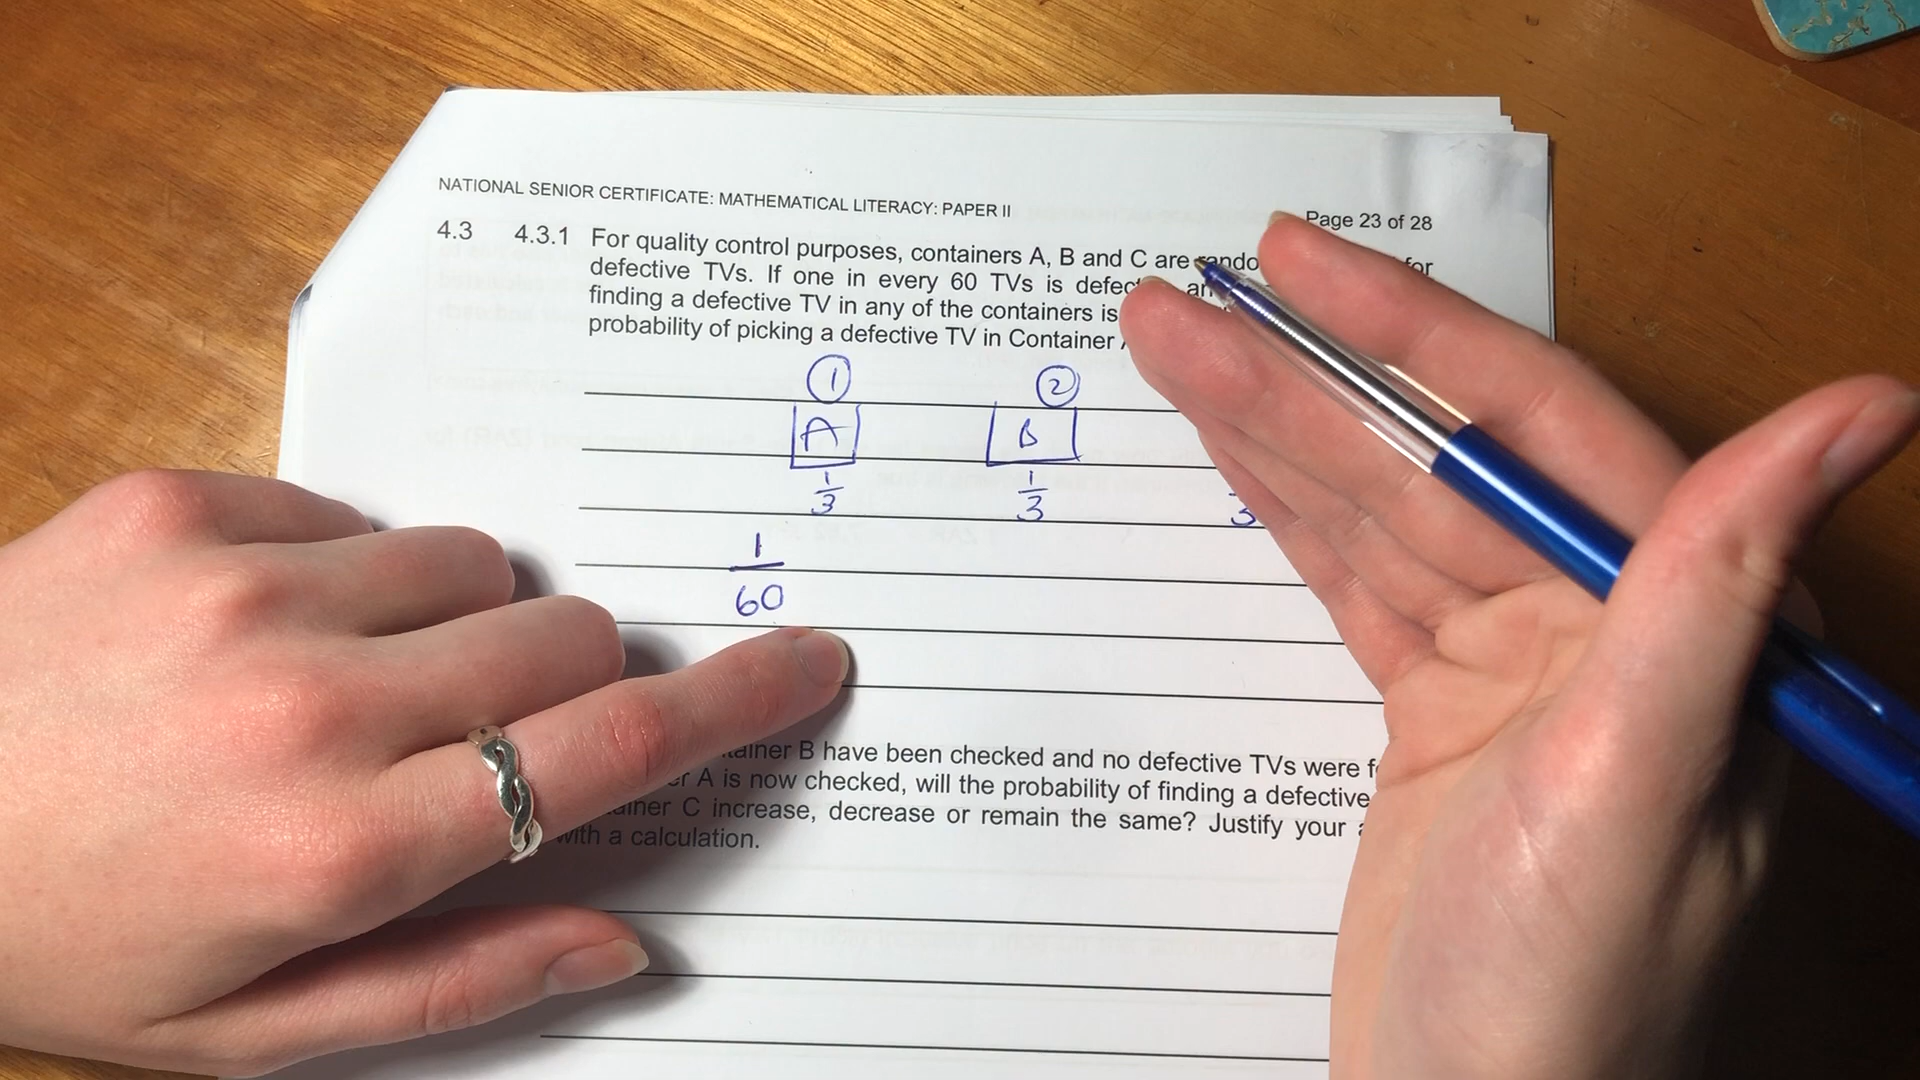 NATIONAL SENIOR CERTIFICATE: MATHEMATICAL LITERACY: PAPER II
Page 23 of 28
4.3 4.3.1 For quality control purposes, containers A, B and C are for
defective TVs. If one in every 60 TVs is
finding a defective TV in any of the containers is
probability of picking a defective TV in Container
1 2
A B
1/3 1/3 3
1/60
B have been checked and no defective TVs were
A is now checked, will the probability of finding a defective
C increase, decrease or remain the same? Justify your
with a calculation.